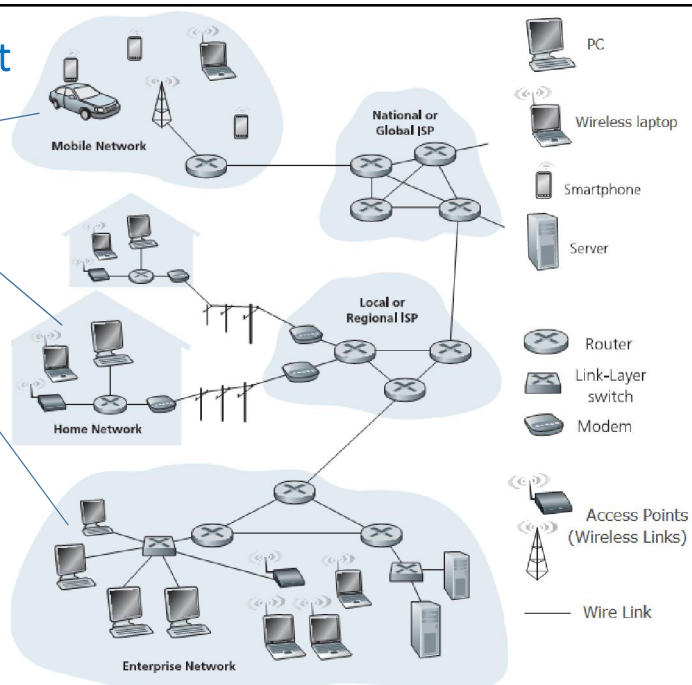 t
Mobile Network
National or
Global ISP
Local or
Regional ISP
Home Network
Enterprise Network
PC
Wireless laptop
Smartphone
Server
Router
Link-Layer
switch
Modem
Access Points
(Wireless Links)
Wire Link